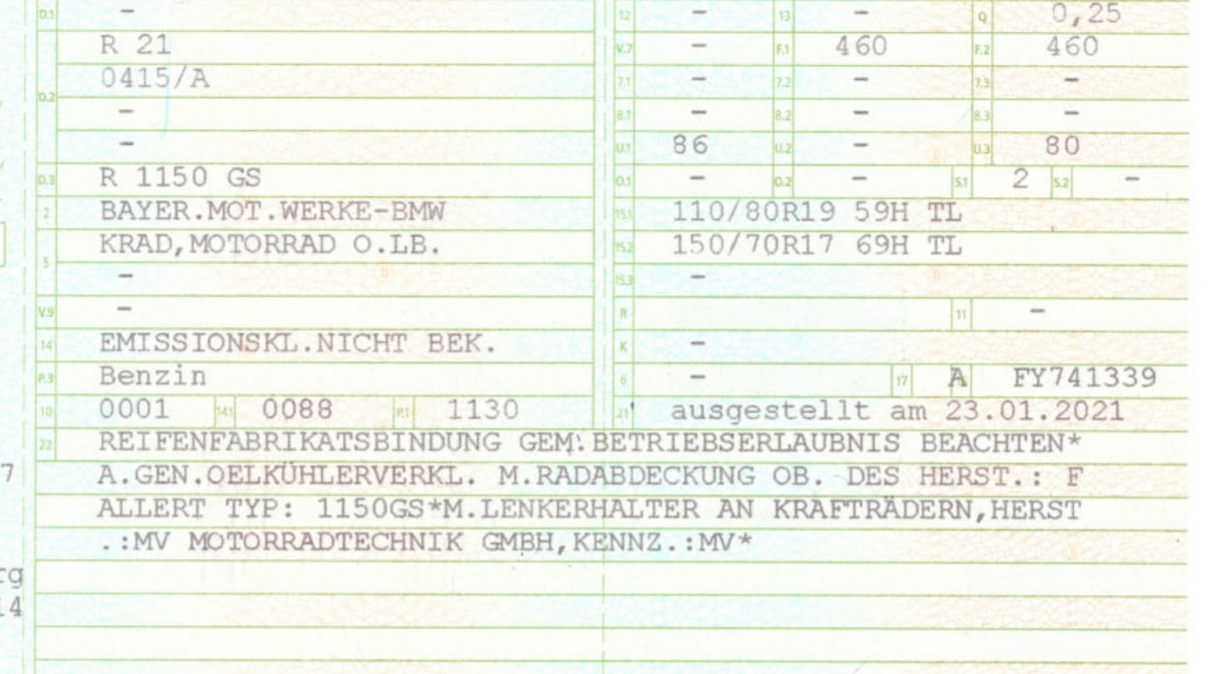 D.1 - 12 - 13 - Q 0,25
R 21 V.7 - F.1 460 F.2 460
D.2 0415/A 7.1 - 7.2 - 7.3 -
- 8.1 - 8.2 - 8.3 -
- U.1 86 U.2 - U.3 80
D.3 R 1150 GS O.1 - O.2 - S.1 2 S.2 -
2 BAYER.MOT.WERKE-BMW 15.1 110/80R19 59H TL
5 KRAD,MOTORRAD O.LB. 15.2 150/70R17 69H TL
- 15.3 -
V.9 - R 11 -
14 EMISSIONSKL.NICHT BEK. K -
P.3 Benzin 6 - 17 A FY741339
10 0001 14.1 0088 P.1 1130 21 ausgestellt am 23.01.2021
22 REIFENFABRIKATSBINDUNG GEM. BETRIEBSERLAUBNIS BEACHTEN*
7 A.GEN.OELKÜHLERVERKL. M.RADABDECKUNG OB. DES HERST.: F
ALLERT TYP: 1150GS*M.LENKERHALTER AN KRAFTRÄDERN,HERST
.:MV MOTORRADTECHNIK GMBH,KENNZ.:MV*
rg
14